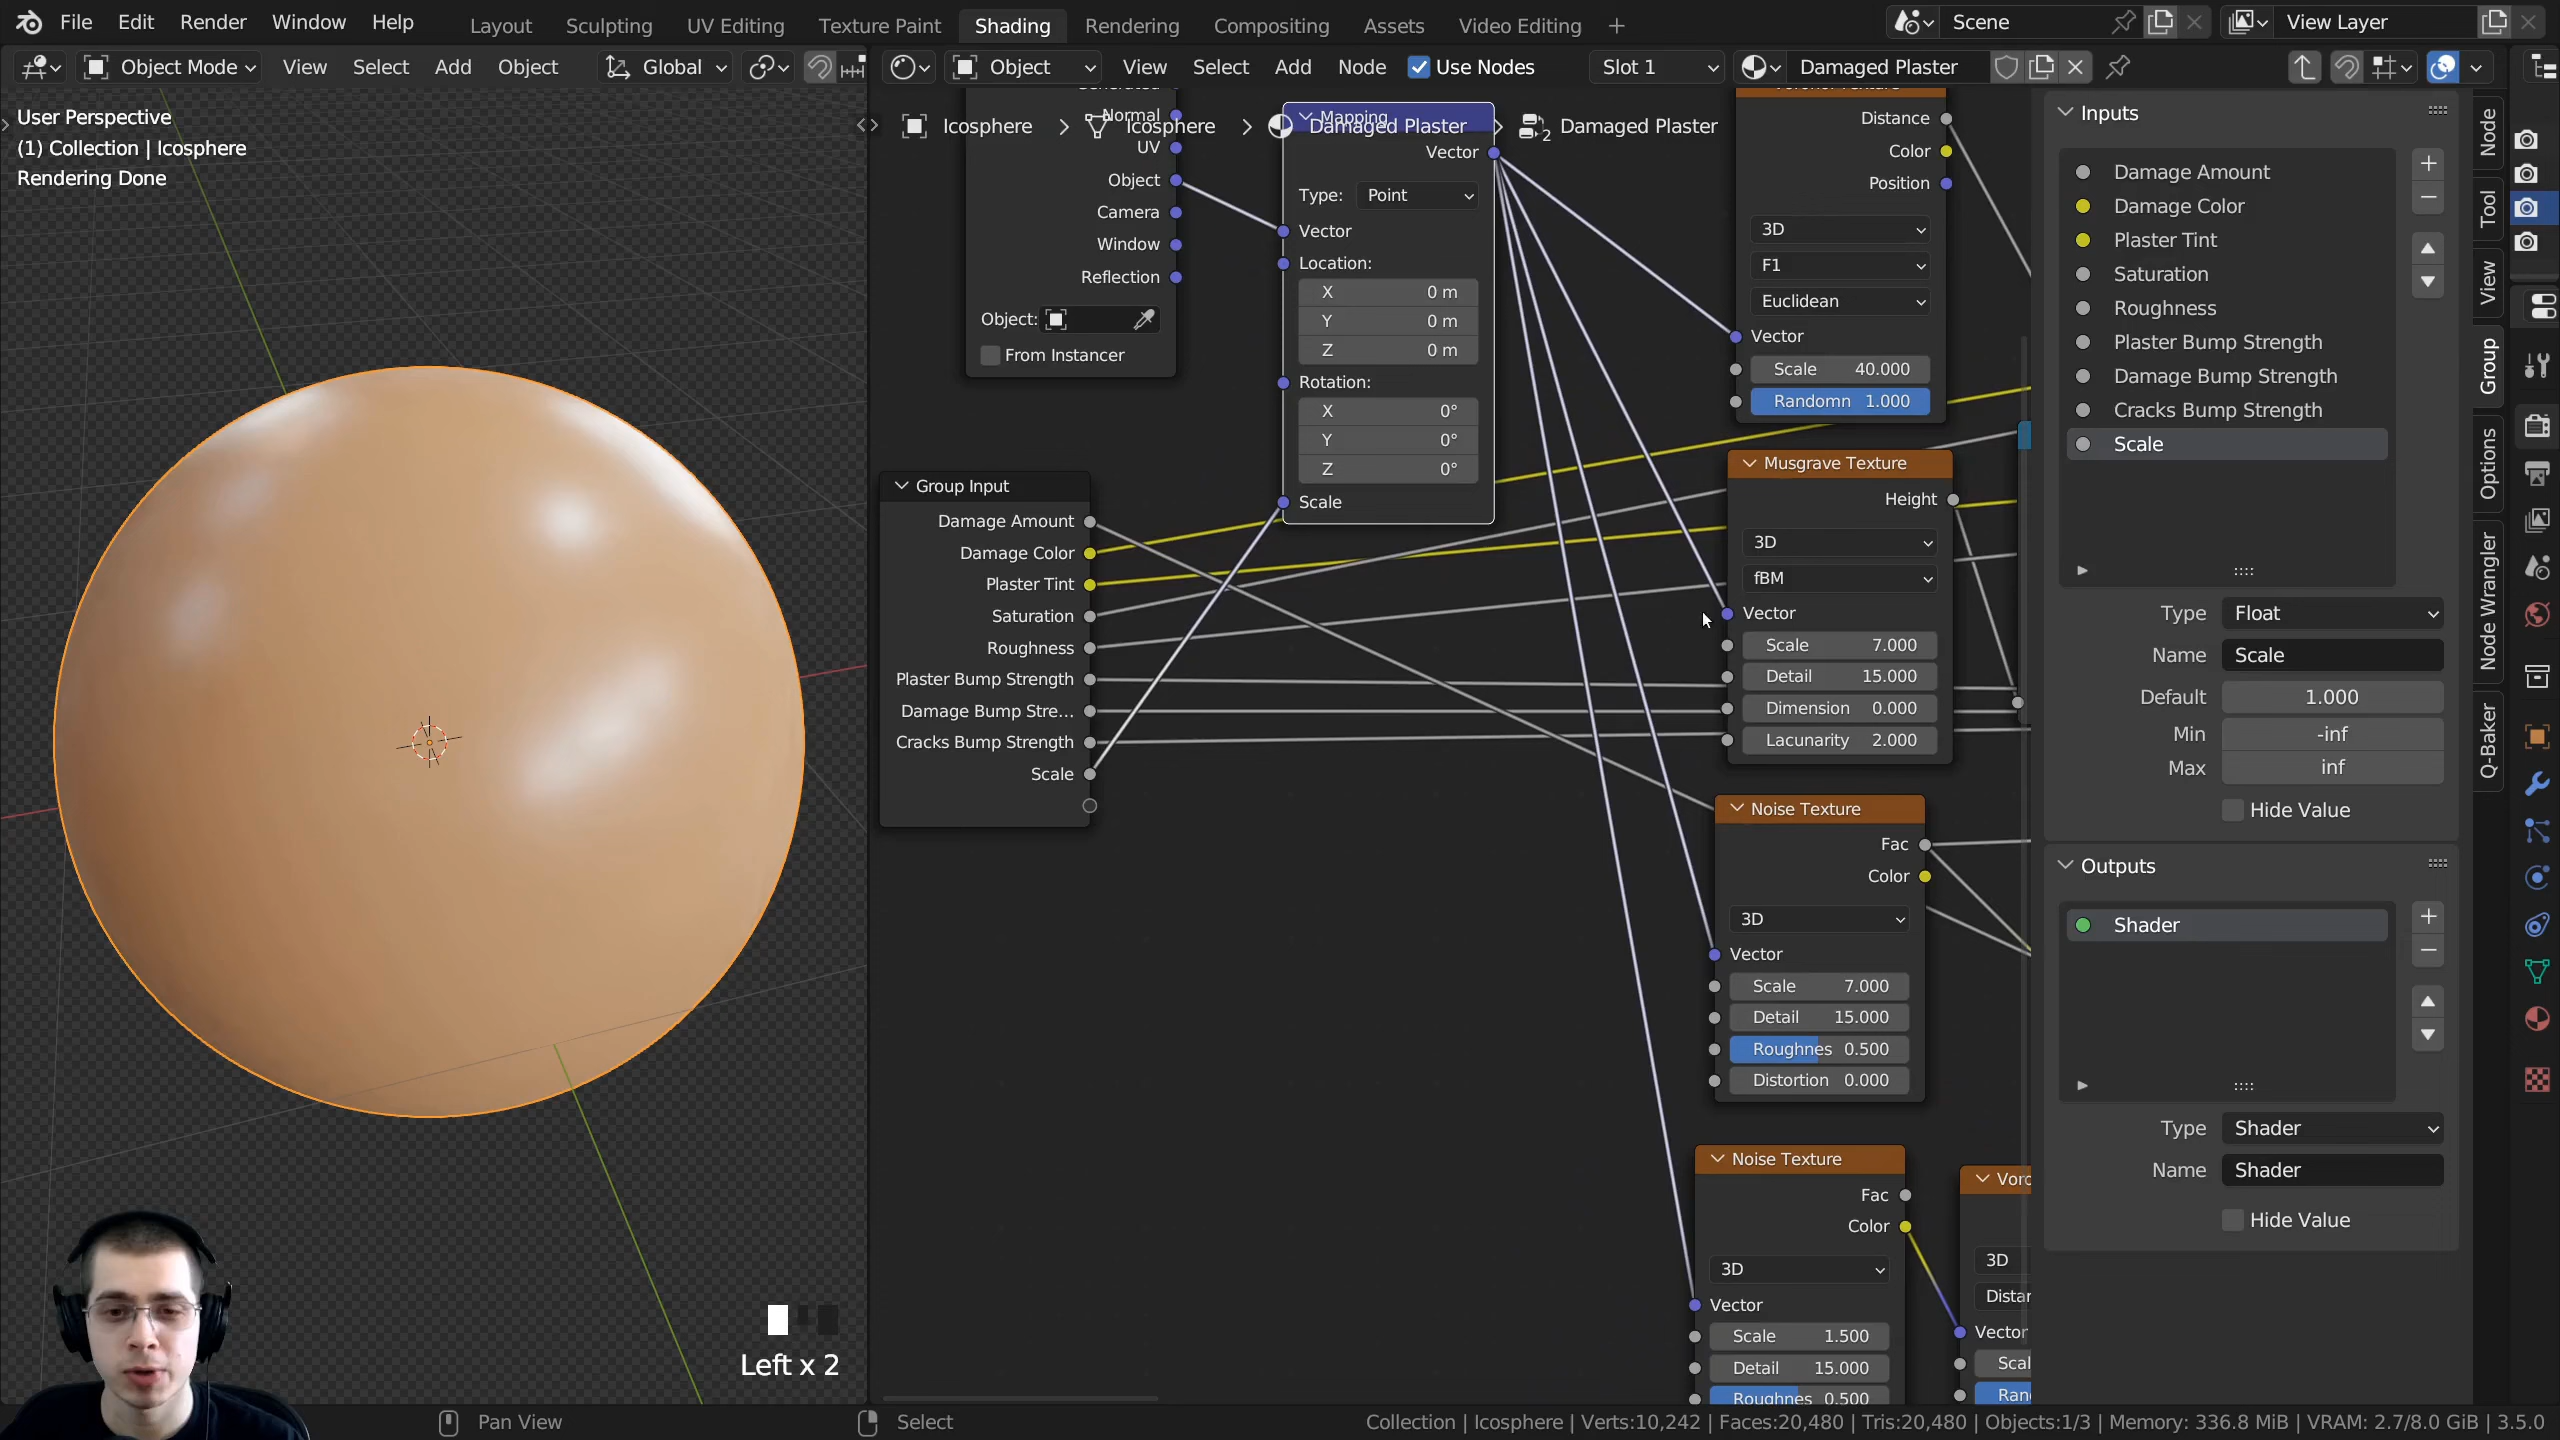 File Edit Render Window Help
Layout Sculpting UV Editing Texture Paint Shading Rendering Compositing Assets Video Editing +
Scene
View Layer
Object Mode View Select Add Object Global
Object View Select Add Node Use Nodes Slot 1 Damaged Plaster
User Perspective
(1) Collection | Icosphere
Rendering Done
Icosphere > Icosphere > Damaged Plaster > Damaged Plaster
2
Normal
UV
Object
Camera
Window
Reflection
Object:
From Instancer
Mapping
Vector
Type: Point
Vector
Location:
X 0 m
Y 0 m
Z 0 m
Rotation:
X 0°
Y 0°
Z 0°
Scale
Group Input
Damage Amount
Damage Color
Plaster Tint
Saturation
Roughness
Plaster Bump Strength
Damage Bump Stre...
Cracks Bump Strength
Scale
Distance
Color
Position
3D
F1
Euclidean
Vector
Scale 40.000
Randomn 1.000
Musgrave Texture
Height
3D
fBM
Vector
Scale 7.000
Detail 15.000
Dimension 0.000
Lacunarity 2.000
Noise Texture
Fac
Color
3D
Vector
Scale 7.000
Detail 15.000
Roughnes 0.500
Distortion 0.000
Noise Texture
Fac
Color
3D
Vector
Scale 1.500
Detail 15.000
Roughnes 0.500
Voro
3D
Distar
Vector
Scal
Ran
Inputs
Damage Amount
Damage Color
Plaster Tint
Saturation
Roughness
Plaster Bump Strength
Damage Bump Strength
Cracks Bump Strength
Scale
Type Float
Name Scale
Default 1.000
Min -inf
Max inf
Hide Value
Outputs
Shader
Type Shader
Name Shader
Hide Value
Node
Tool
View
Group
Options
Node Wrangler
Q-Baker
Left x 2
Pan View
Select
Collection | Icosphere | Verts:10,242 | Faces:20,480 | Tris:20,480 | Objects:1/3 | Memory: 336.8 MiB | VRAM: 2.7/8.0 GiB | 3.5.0